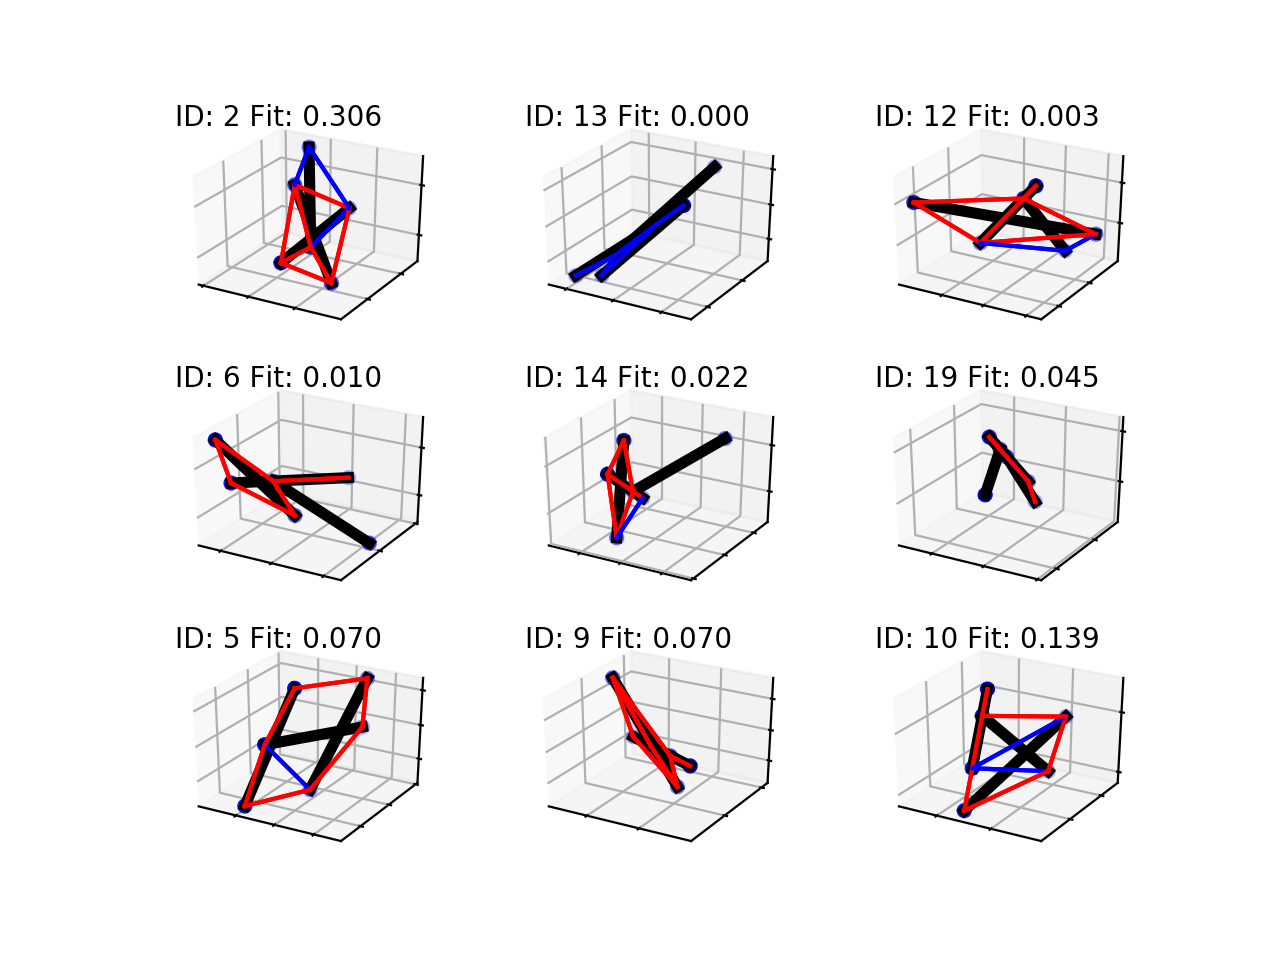 ID: 2 Fit: 0.306
ID: 13 Fit: 0.000
ID: 12 Fit: 0.003
ID: 6 Fit: 0.010
ID: 14 Fit: 0.022
ID: 19 Fit: 0.045
ID: 5 Fit: 0.070
ID: 9 Fit: 0.070
ID: 10 Fit: 0.139